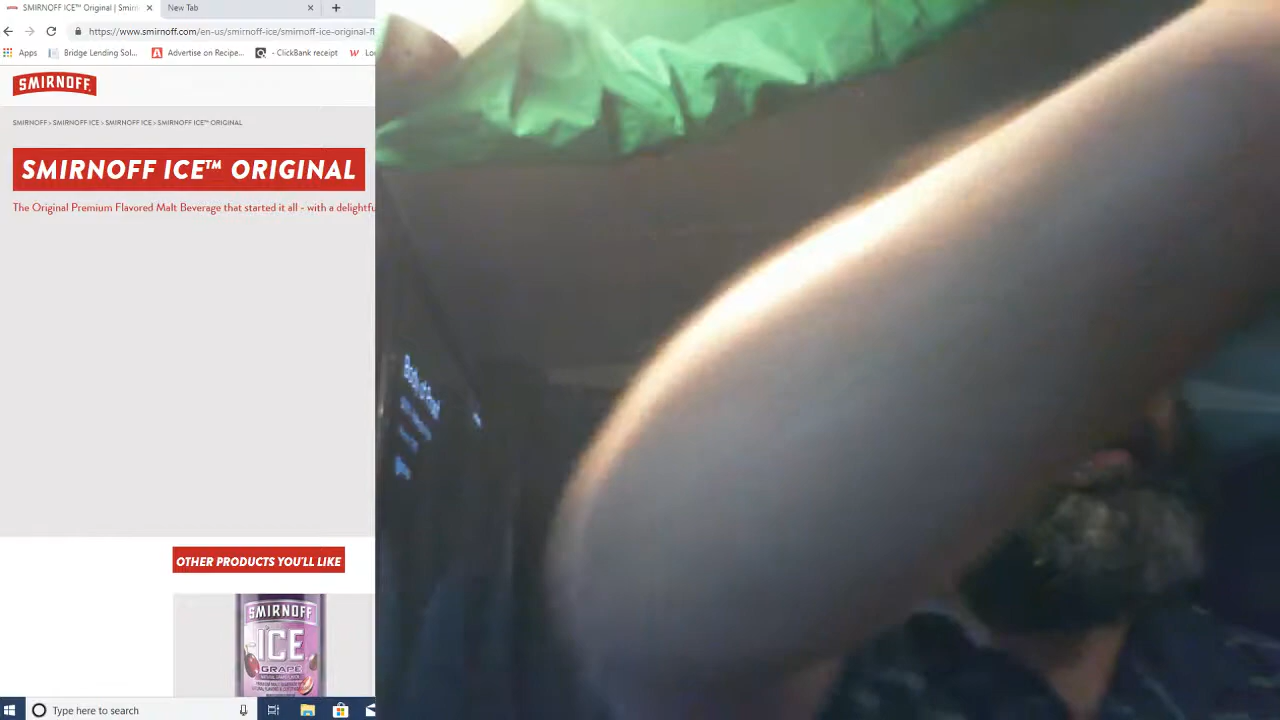 SMIRNOFF ICE™ Original | Smirn
New Tab
https://www.smirnoff.com/en-us/smirnoff-ice/smirnoff-ice-original-fl
Apps
Bridge Lending Sol...
Advertise on Recipe...
- ClickBank receipt
SMIRNOFF
SMIRNOFF > SMIRNOFF ICE > SMIRNOFF ICE > SMIRNOFF ICE™ ORIGINAL
SMIRNOFF ICE™ ORIGINAL
The Original Premium Flavored Malt Beverage that started it all - with a delightfu
OTHER PRODUCTS YOU'LL LIKE
SMIRNOFF
ICE
GRAPE
Type here to search